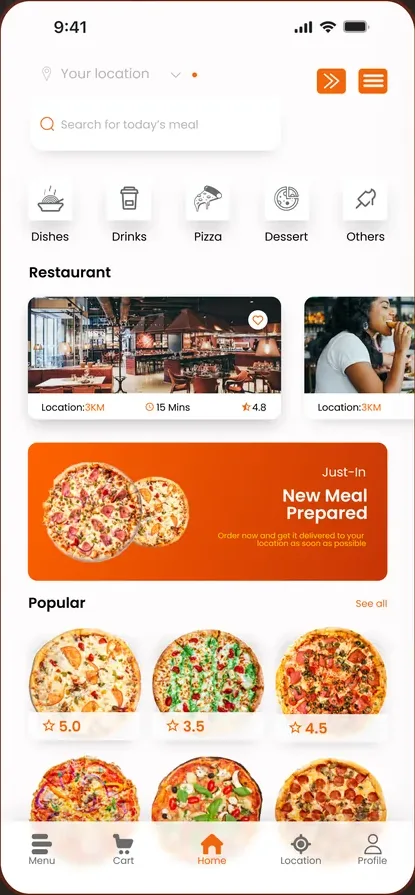 9:41
Your location
Search for today's meal
Dishes Drinks Pizza Dessert Others
Restaurant
Location:3KM 15 Mins 4.8
Location:3KM
Just-In
New Meal
Prepared
Order now and get it delivered to your
location as soon as possible
Popular See all
5.0 3.5 4.5
Menu Cart Home Location Profile